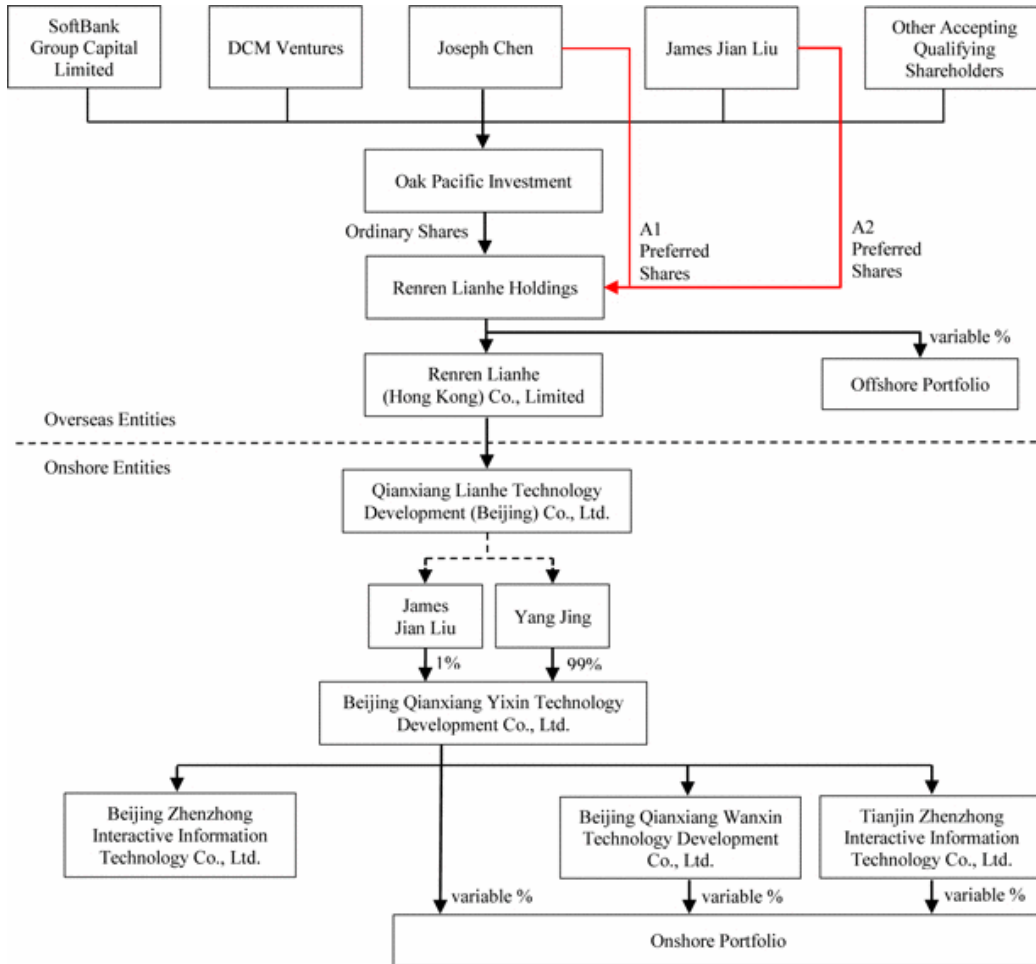 SoftBank
Group Capital
Limited
DCM Ventures
Joseph Chen
James Jian Liu
Other Accepting
Qualifying
Shareholders
Oak Pacific Investment
Ordinary Shares
A1
Preferred
Shares
A2
Preferred
Shares
Renren Lianhe Holdings
variable %
Renren Lianhe
(Hong Kong) Co., Limited
Offshore Portfolio
Overseas Entities
Onshore Entities
Qianxiang Lianhe Technology
Development (Beijing) Co., Ltd.
James
Jian Liu
Yang Jing
1%
99%
Beijing Qianxiang Yixin Technology
Development Co., Ltd.
Beijing Zhenzhong
Interactive Information
Technology Co., Ltd.
Beijing Qianxiang Wanxin
Technology Development
Co., Ltd.
Tianjin Zhenzhong
Interactive Information
Technology Co., Ltd.
variable %
variable %
variable %
Onshore Portfolio